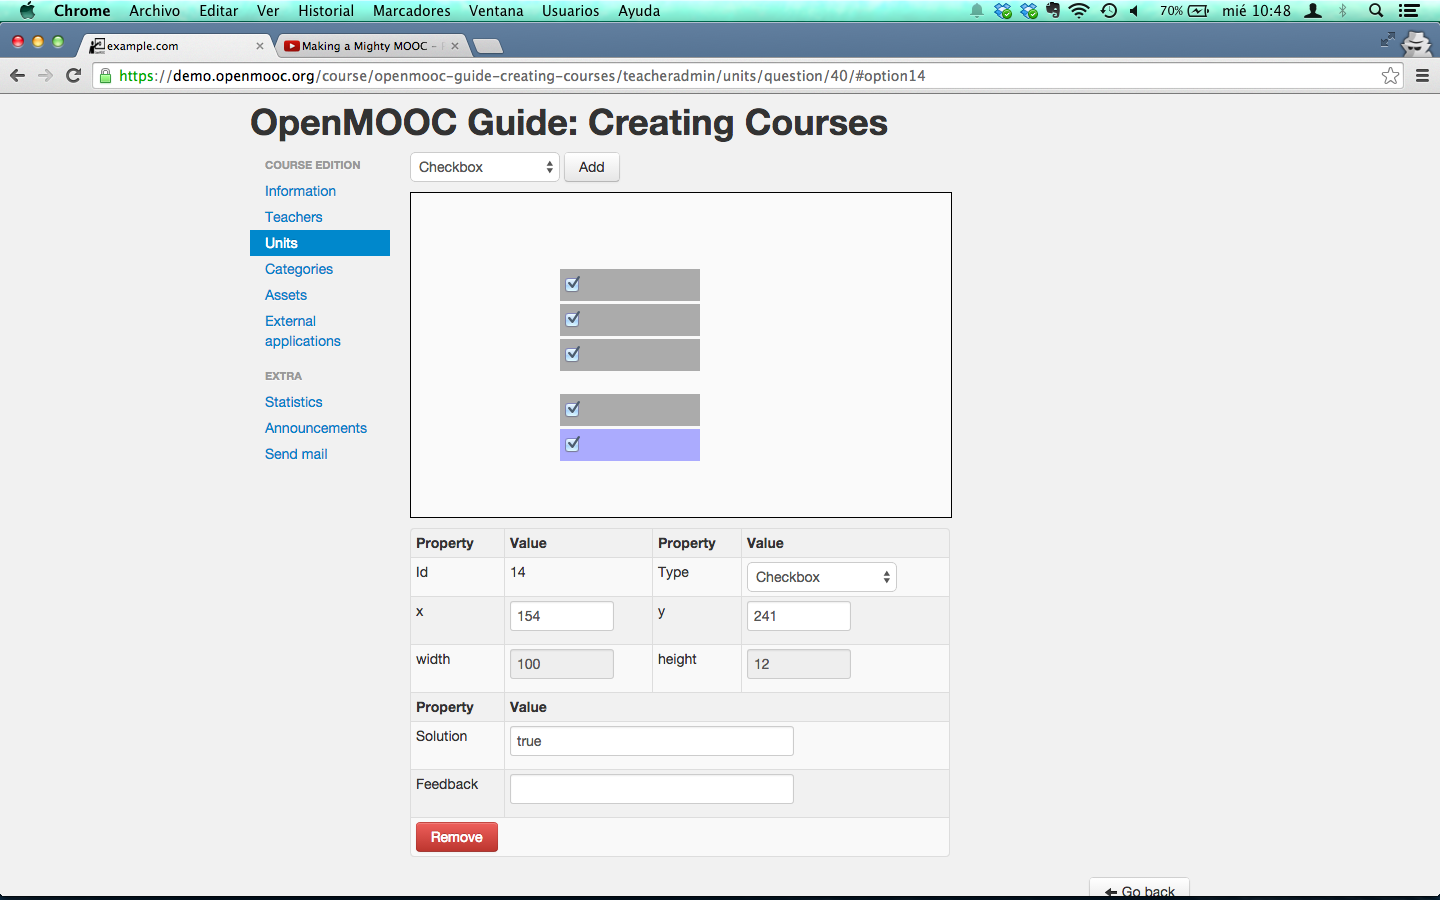 Chrome Archivo Editar Ver Historial Marcadores Ventana Usuarios Ayuda 70% mié 10:48
example.com Making a Mighty MOOC –
https://demo.openmooc.org/course/openmooc-guide-creating-courses/teacheradmin/units/question/40/#option14
OpenMOOC Guide: Creating Courses
COURSE EDITION
Information
Teachers
Units
Categories
Assets
External
applications
EXTRA
Statistics
Announcements
Send mail
Checkbox Add
Property Value Property Value
Id 14 Type Checkbox
x 154 y 241
width 100 height 12
Property Value
Solution true
Feedback
Remove
Go back